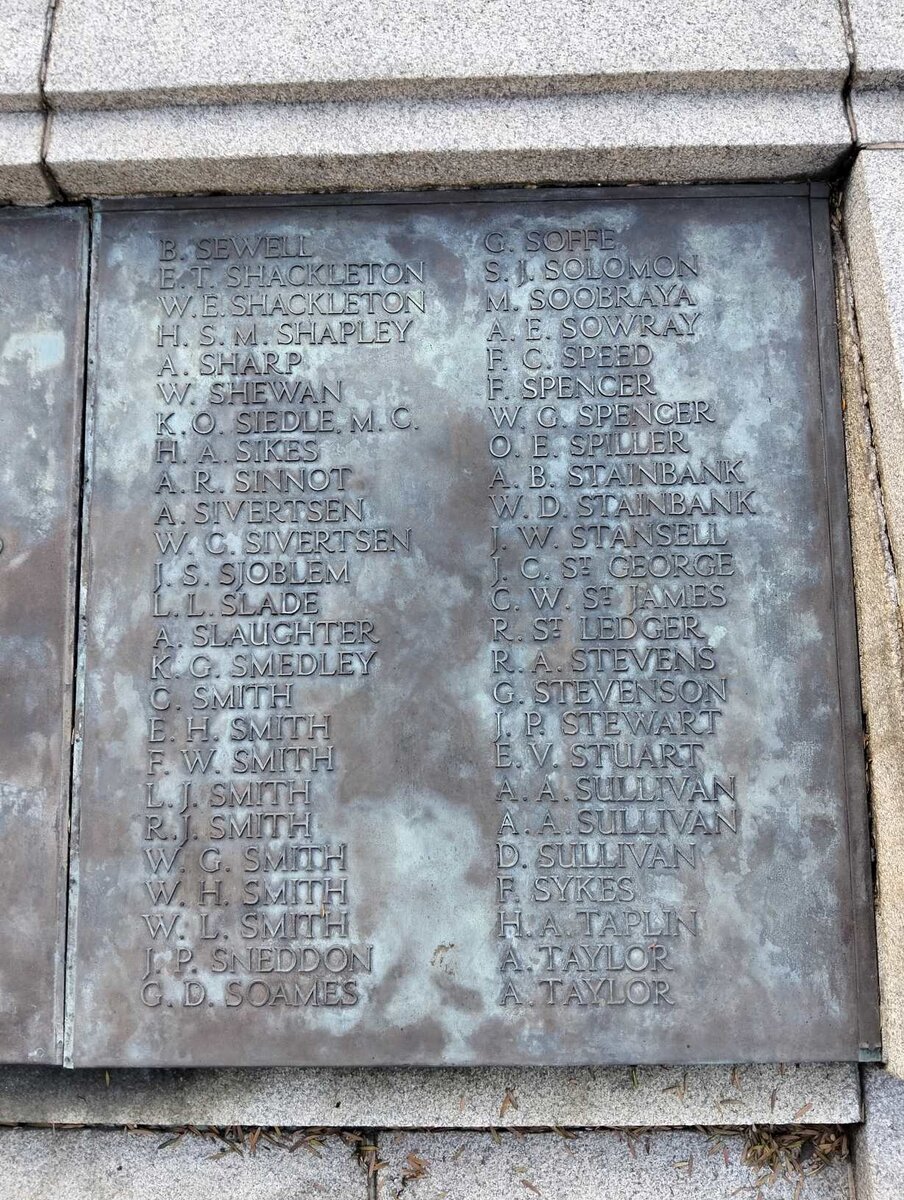 B. SEWELL
E. T. SHACKLETON
W. E. SHACKLETON
H. S. M. SHAPLEY
A. SHARP
W. SHEWAN
K. O. SIEDLE, M. C.
H. A. SIKES
A. R. SINNOT
A. SIVERTSEN
W. C. SIVERTSEN
J. S. SJOBLEM
L. L. SLADE
A. SLAUGHTER
K. G. SMEDLEY
C. SMITH
E. H. SMITH
F. W. SMITH
L. J. SMITH
R. J. SMITH
W. G. SMITH
W. H. SMITH
W. L. SMITH
J. P. SNEDDON
G. D. SOAMES
G. SOFFE
S. J. SOLOMON
M. SOOBRAYA
A. E. SOWRAY
F. C. SPEED
F. SPENCER
W. G. SPENCER
O. E. SPILLER
A. B. STAINBANK
W. D. STAINBANK
J. W. STANSELL
J. C. ST GEORGE
C. W. ST JAMES
R. ST LEDGER
R. A. STEVENS
G. STEVENSON
J. P. STEWART
E. V. STUART
A. A. SULLIVAN
A. A. SULLIVAN
D. SULLIVAN
F. SYKES
H. A. TAPLIN
A. TAYLOR
A. TAYLOR